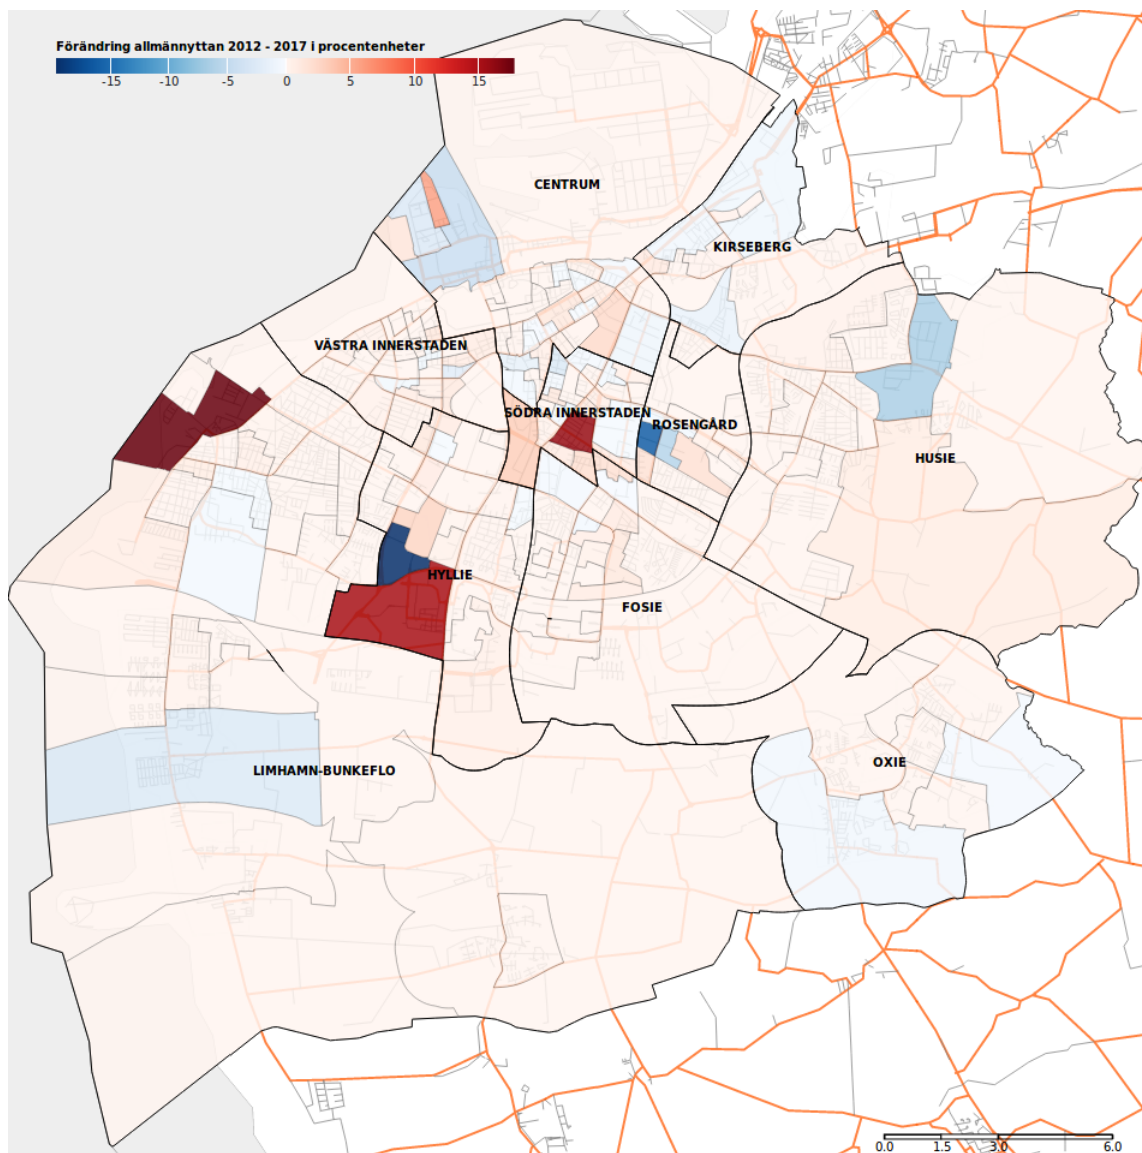 Förändring allmännyttan 2012 - 2017 i procentenheter
-15 -10 -5 0 5 10 15
CENTRUM
KIRSEBERG
VÄSTRA INNERSTADEN
SÖDRA INNERSTADEN
ROSENGÅRD
HUSIE
HYLLIE
FOSIE
OXIE
LIMHAMN-BUNKEFLO
0.0 1.5 3.0 6.0